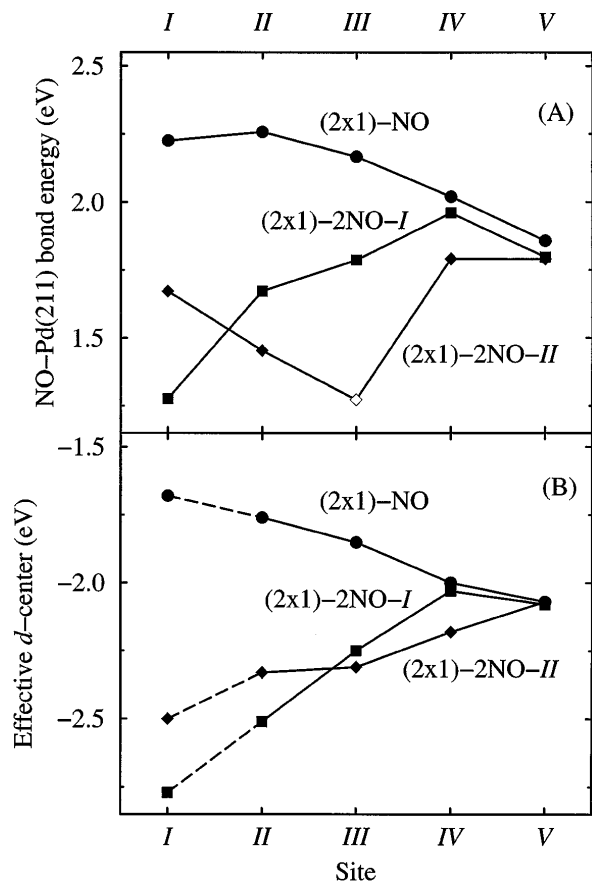 I II III IV V
2.5
2.0
1.5
NO–Pd(211) bond energy (eV)
(A)
(2x1)–NO
(2x1)–2NO–I
(2x1)–2NO–II
−1.5
−2.0
−2.5
Effective d–center (eV)
(B)
(2x1)–NO
(2x1)–2NO–I
(2x1)–2NO–II
I II III IV V
Site